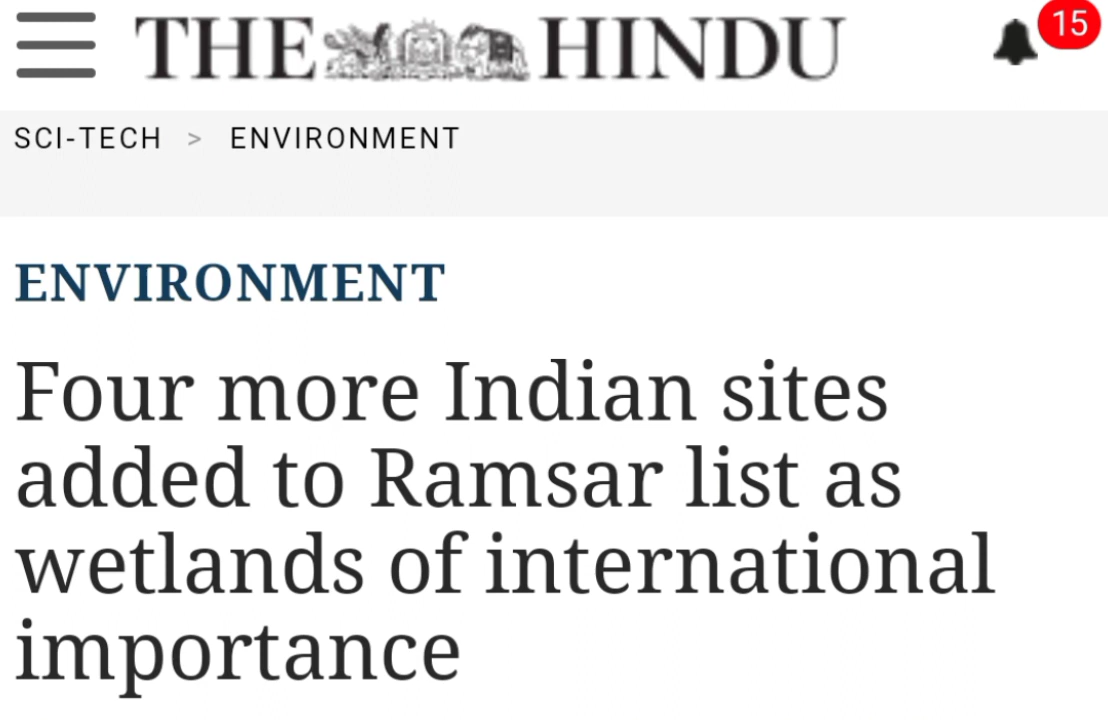 THE HINDU
15
SCI-TECH > ENVIRONMENT
ENVIRONMENT
Four more Indian sites
added to Ramsar list as
wetlands of international
importance